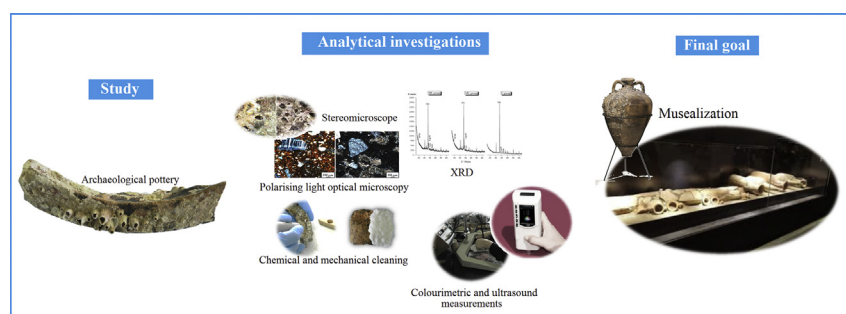 Analytical investigations
Final goal
Study
Stereomicroscope
Musealization
Archaeological pottery
XRD
Polarising light optical microscopy
Chemical and mechanical cleaning
Colourimetric and ultrasound
measurements